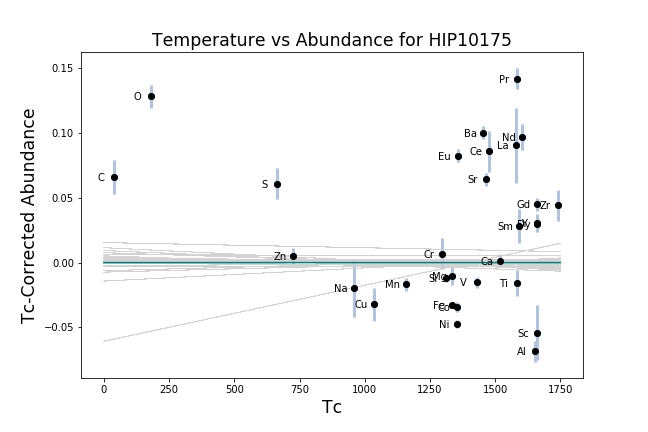 Temperature vs Abundance for HIP10175
Tc-Corrected Abundance
0.15
0.10
0.05
0.00
−0.05
Pr
O
Ba
Nd
La
Ce
Eu
C
S
Sr
Gd
Zr
Sm
Dy
Cr
Zn
Ca
Mg
Si
Na
Mn
V
Ti
Cu
Fe
Co
Ni
Sc
Al
0
250
500
750
1000
1250
1500
1750
Tc